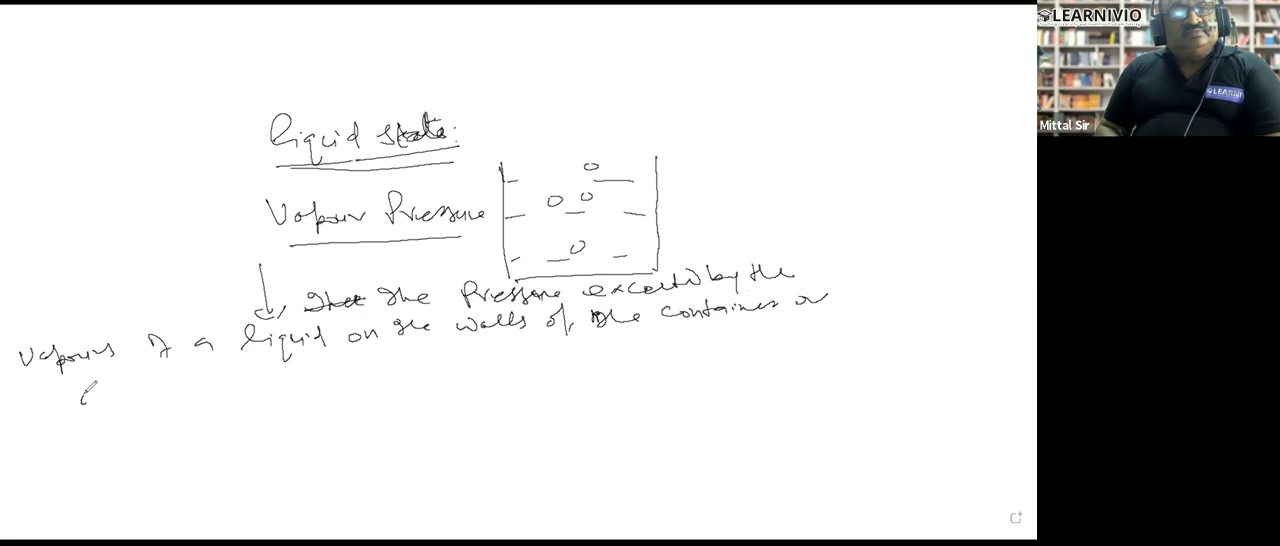 Liquid state:
Vapour Pressure
The Pressure exerted by the
Vapours of a liquid on the walls of the container or
LEARNIVIO
LEARNI
Mittal Sir